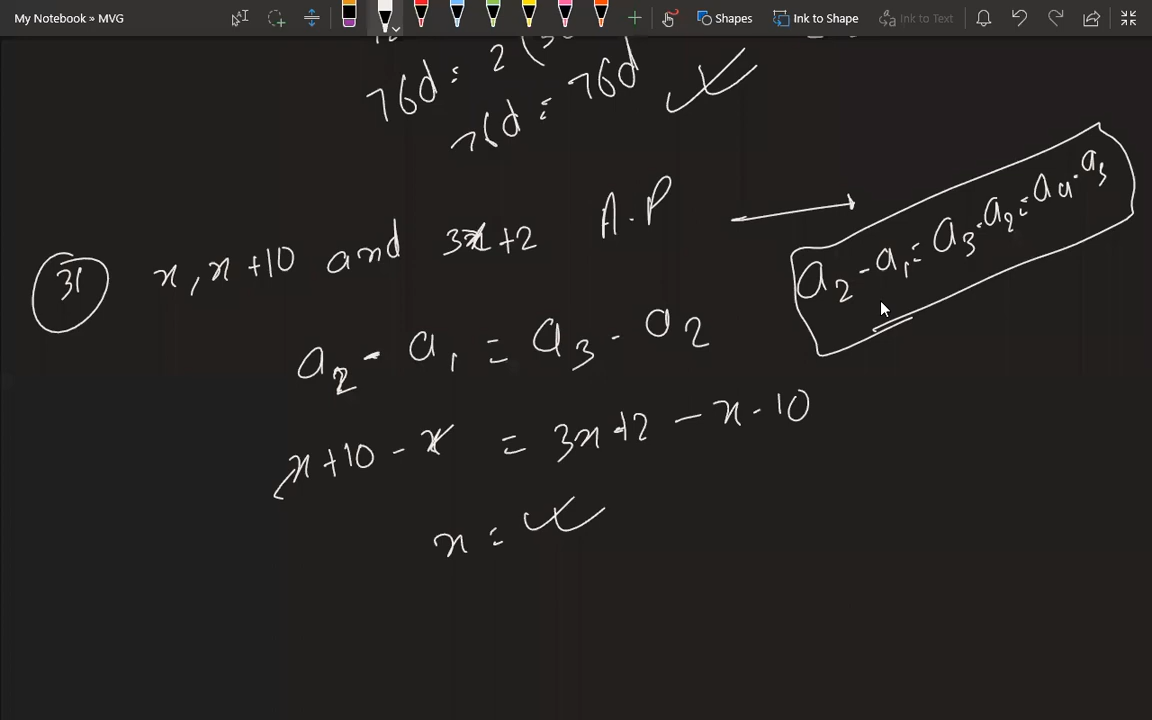 My Notebook » MVG
Shapes
Ink to Shape
Ink to Text
76d = 2 (
76d = 76d
31 x, x+10 and 3x+2 A.P
a2 - a1 = a3 - a2 = a4 - a3
a2 - a1 = a3 - a2
x+10 - x = 3x+2 - x - 10
x =